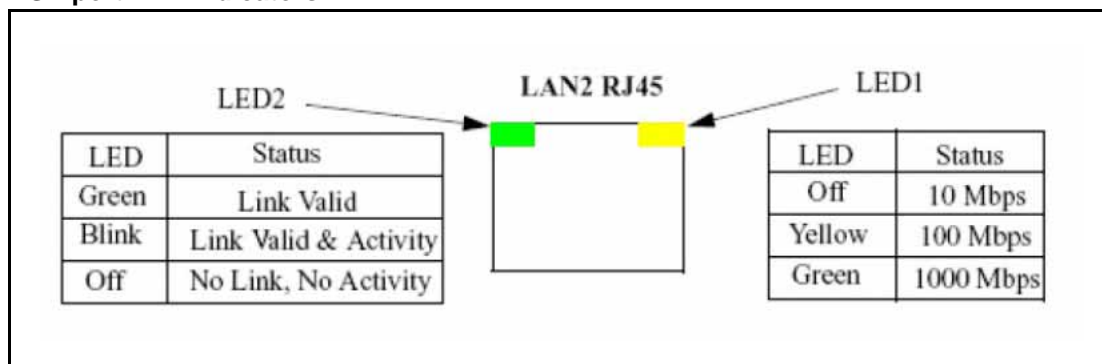 LAN2 RJ45
LED2
LED1
LED Status
Green Link Valid
Blink Link Valid & Activity
Off No Link, No Activity
LED Status
Off 10 Mbps
Yellow 100 Mbps
Green 1000 Mbps